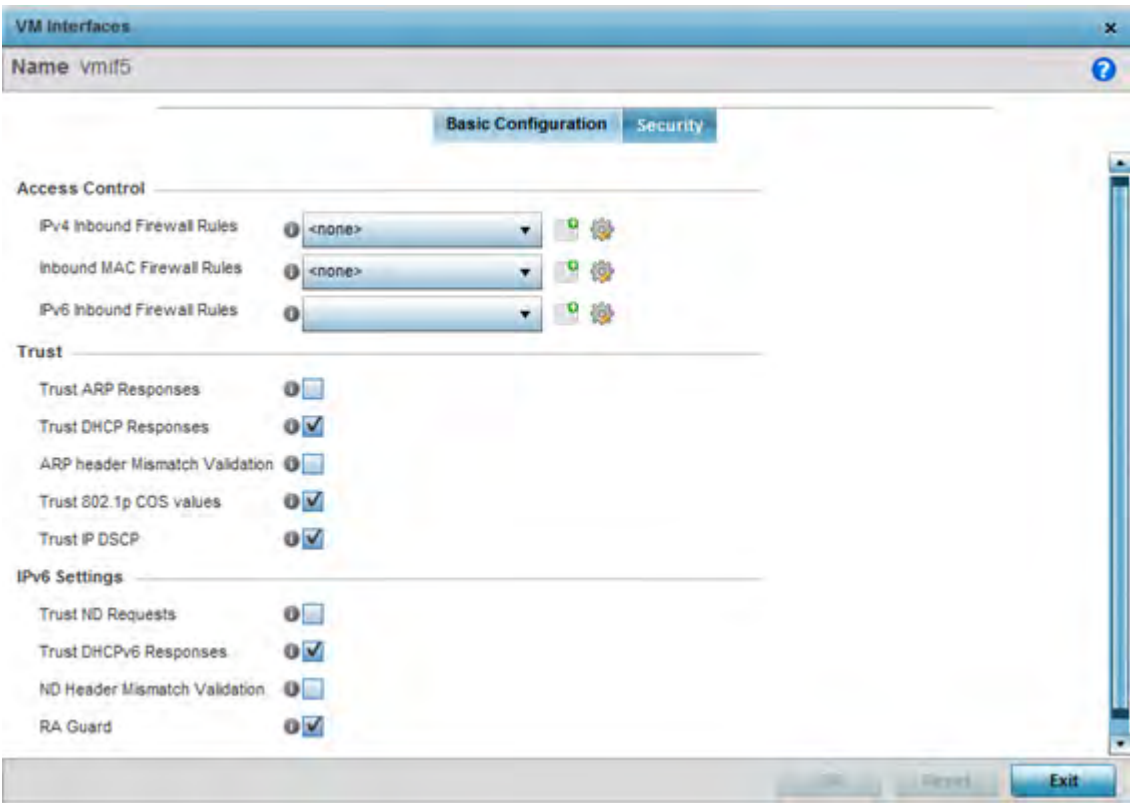 VM Interfaces
Name vmif5
Basic Configuration Security
Access Control
IPv4 Inbound Firewall Rules <none>
Inbound MAC Firewall Rules <none>
IPv6 Inbound Firewall Rules
Trust
Trust ARP Responses
Trust DHCP Responses
ARP header Mismatch Validation
Trust 802.1p COS values
Trust IP DSCP
IPv6 Settings
Trust ND Requests
Trust DHCPv6 Responses
ND Header Mismatch Validation
RA Guard
Exit